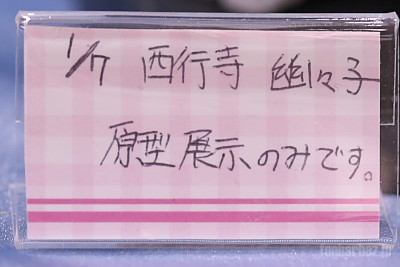 1/7 西行寺 幽々子
原型展示のみです。